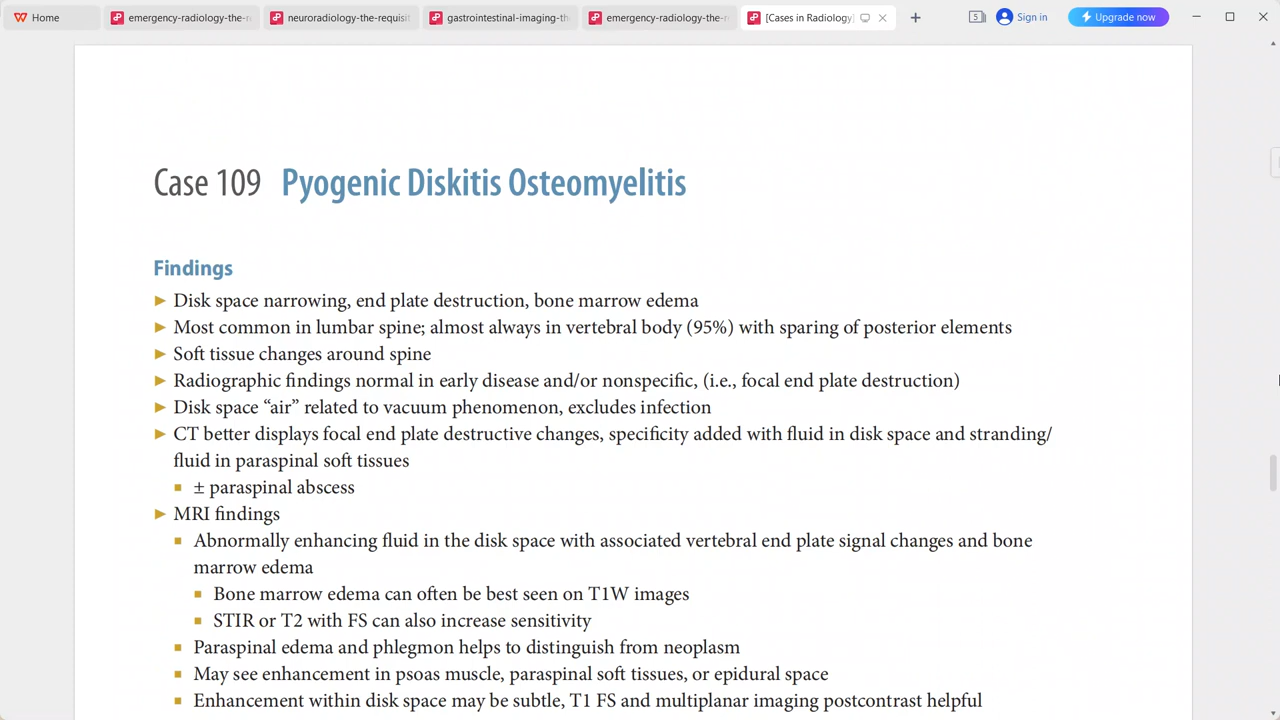 Home
emergency-radiology-the-r
neuroradiology-the-requisit
gastrointestinal-imaging-th
emergency-radiology-the-r
[Cases in Radiology]
5
Sign in
Upgrade now
Case 109 Pyogenic Diskitis Osteomyelitis
Findings
► Disk space narrowing, end plate destruction, bone marrow edema
► Most common in lumbar spine; almost always in vertebral body (95%) with sparing of posterior elements
► Soft tissue changes around spine
► Radiographic findings normal in early disease and/or nonspecific, (i.e., focal end plate destruction)
► Disk space “air” related to vacuum phenomenon, excludes infection
► CT better displays focal end plate destructive changes, specificity added with fluid in disk space and stranding/
fluid in paraspinal soft tissues
■ ± paraspinal abscess
► MRI findings
■ Abnormally enhancing fluid in the disk space with associated vertebral end plate signal changes and bone
marrow edema
■ Bone marrow edema can often be best seen on T1W images
■ STIR or T2 with FS can also increase sensitivity
■ Paraspinal edema and phlegmon helps to distinguish from neoplasm
■ May see enhancement in psoas muscle, paraspinal soft tissues, or epidural space
■ Enhancement within disk space may be subtle, T1 FS and multiplanar imaging postcontrast helpful